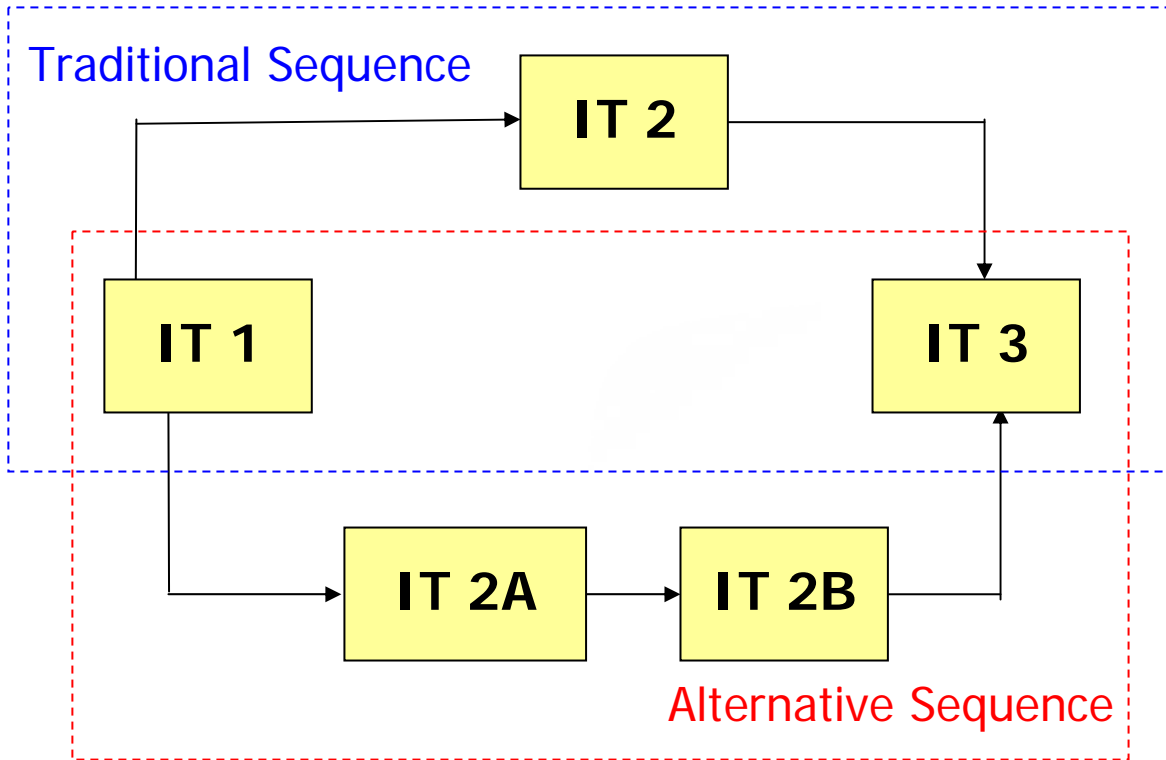 Traditional Sequence
IT 2
IT 1
IT 3
IT 2A
IT 2B
Alternative Sequence